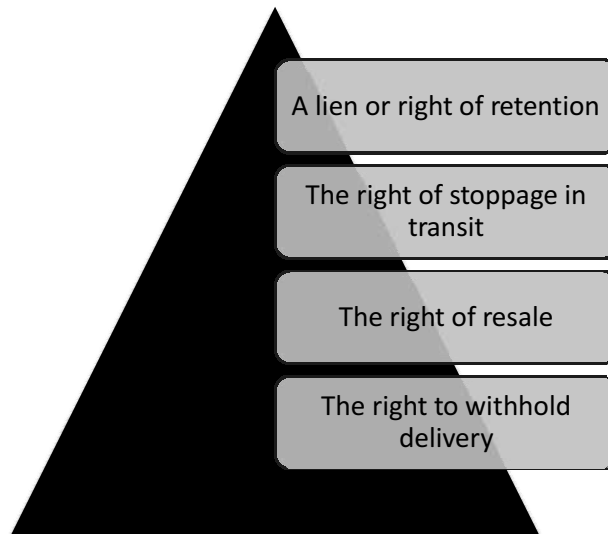 A lien or right of retention
The right of stoppage in
transit
The right of resale
The right to withhold
delivery